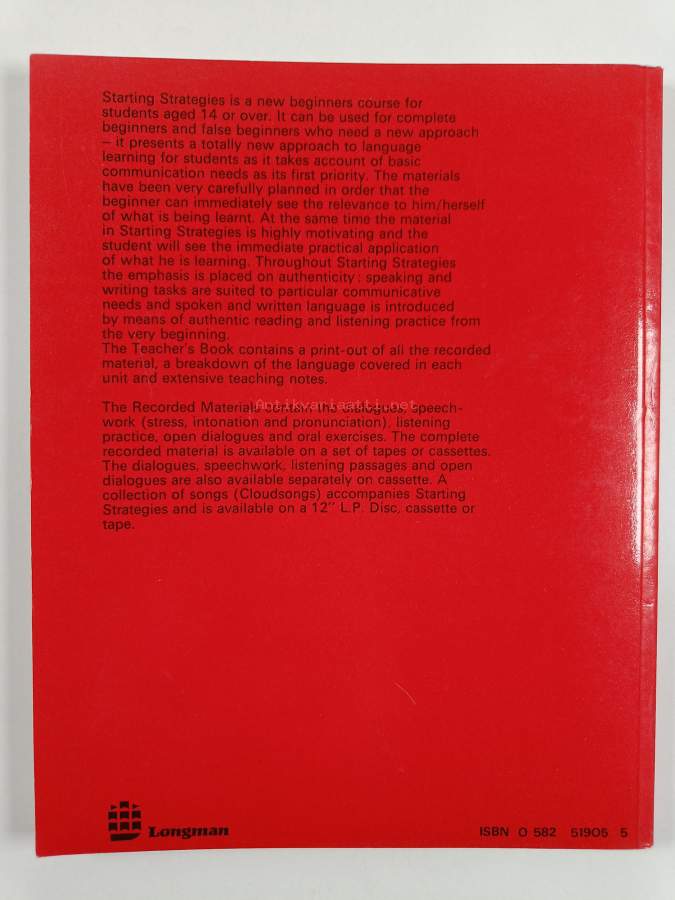 Starting Strategies is a new beginners course for
students aged 14 or over. It can be used for complete
beginners and false beginners who need a new approach
– it presents a totally new approach to language
learning for students as it takes account of basic
communication needs as its first priority. The materials
have been very carefully planned in order that the
beginner can immediately see the relevance to him/herself
of what is being learnt. At the same time the material
in Starting Strategies is highly motivating and the
student will see the immediate practical application
of what he is learning. Throughout Starting Strategies
the emphasis is placed on authenticity: speaking and
writing tasks are suited to particular communicative
needs and spoken and written language is introduced
by means of authentic reading and listening practice from
the very beginning.
The Teacher's Book contains a print-out of all the recorded
material, a breakdown of the language covered in each
unit and extensive teaching notes.
The Recorded Materials contain the dialogues, speech-
work (stress, intonation and pronunciation), listening
practice, open dialogues and oral exercises. The complete
recorded material is available on a set of tapes or cassettes.
The dialogues, speechwork, listening passages and open
dialogues are also available separately on cassette. A
collection of songs (Cloudsongs) accompanies Starting
Strategies and is available on a 12" L.P. Disc, cassette or
tape.
Antikvariaatti.net
Longman
ISBN 0 582 51905 5